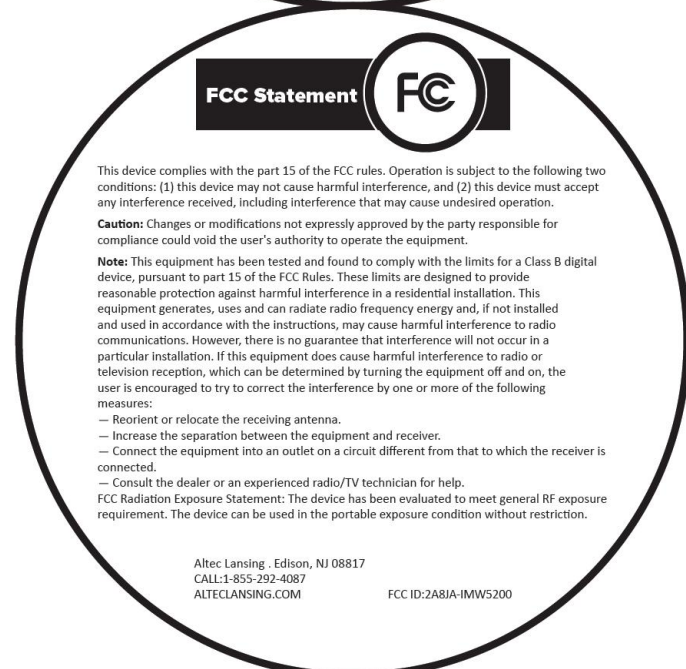 FCC Statement
FC
This device complies with the part 15 of the FCC rules. Operation is subject to the following two
conditions: (1) this device may not cause harmful interference, and (2) this device must accept
any interference received, including interference that may cause undesired operation.
Caution: Changes or modifications not expressly approved by the party responsible for
compliance could void the user's authority to operate the equipment.
Note: This equipment has been tested and found to comply with the limits for a Class B digital
device, pursuant to part 15 of the FCC Rules. These limits are designed to provide
reasonable protection against harmful interference in a residential installation. This
equipment generates, uses and can radiate radio frequency energy and, if not installed
and used in accordance with the instructions, may cause harmful interference to radio
communications. However, there is no guarantee that interference will not occur in a
particular installation. If this equipment does cause harmful interference to radio or
television reception, which can be determined by turning the equipment off and on, the
user is encouraged to try to correct the interference by one or more of the following
measures:
— Reorient or relocate the receiving antenna.
— Increase the separation between the equipment and receiver.
— Connect the equipment into an outlet on a circuit different from that to which the receiver is
connected.
— Consult the dealer or an experienced radio/TV technician for help.
FCC Radiation Exposure Statement: The device has been evaluated to meet general RF exposure
requirement. The device can be used in the portable exposure condition without restriction.
Altec Lansing . Edison, NJ 08817
CALL:1-855-292-4087
ALTECLANSING.COM FCC ID:2A8JA-IMW5200